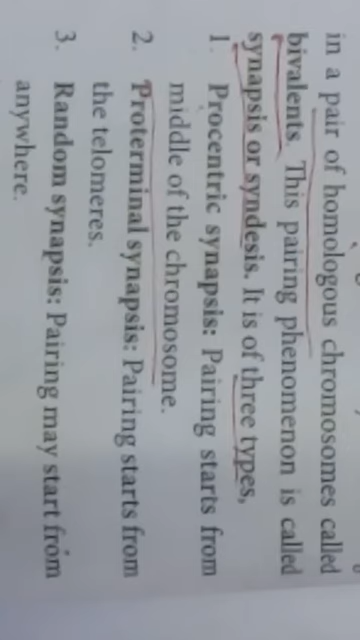 in a pair of homologous chromosomes called
bivalents. This pairing phenomenon is called
synapsis or syndesis. It is of three types,
1. Procentric synapsis: Pairing starts from
middle of the chromosome.
2. Proterminal synapsis: Pairing starts from
the telomeres.
3. Random synapsis: Pairing may start from
anywhere.